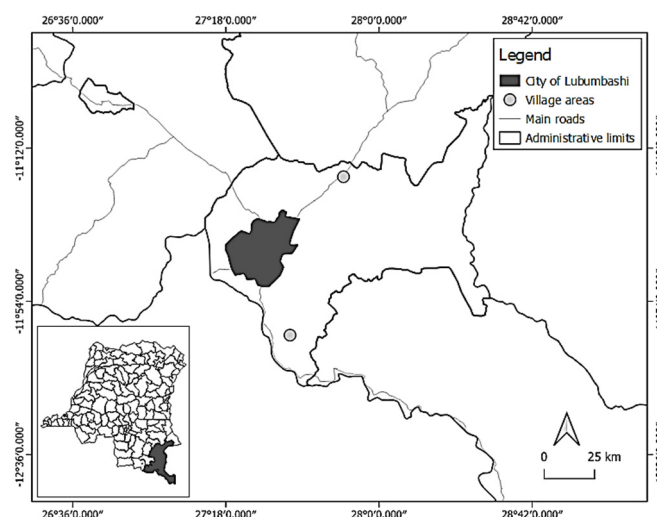 26°36'0.000" 27°18'0.000" 28°0'0.000" 28°42'0.000"
Legend
City of Lubumbashi
Village areas
Main roads
Administrative limits
-11°12'0.000"
-11°54'0.000"
-12°36'0.000"
0 25 km
26°36'0.000" 27°18'0.000" 28°0'0.000" 28°42'0.000"